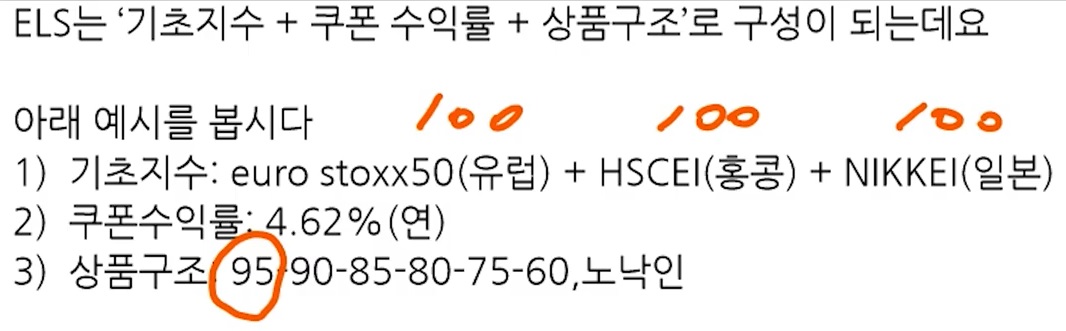 ELS는 ‘기초지수 + 쿠폰 수익률 + 상품구조’로 구성이 되는데요
아래 예시를 봅시다 100 100 100
1) 기초지수: euro stoxx50(유럽) + HSCEI(홍콩) + NIKKEI(일본)
2) 쿠폰수익률: 4.62%(연)
3) 상품구조: 95-90-85-80-75-60,노낙인